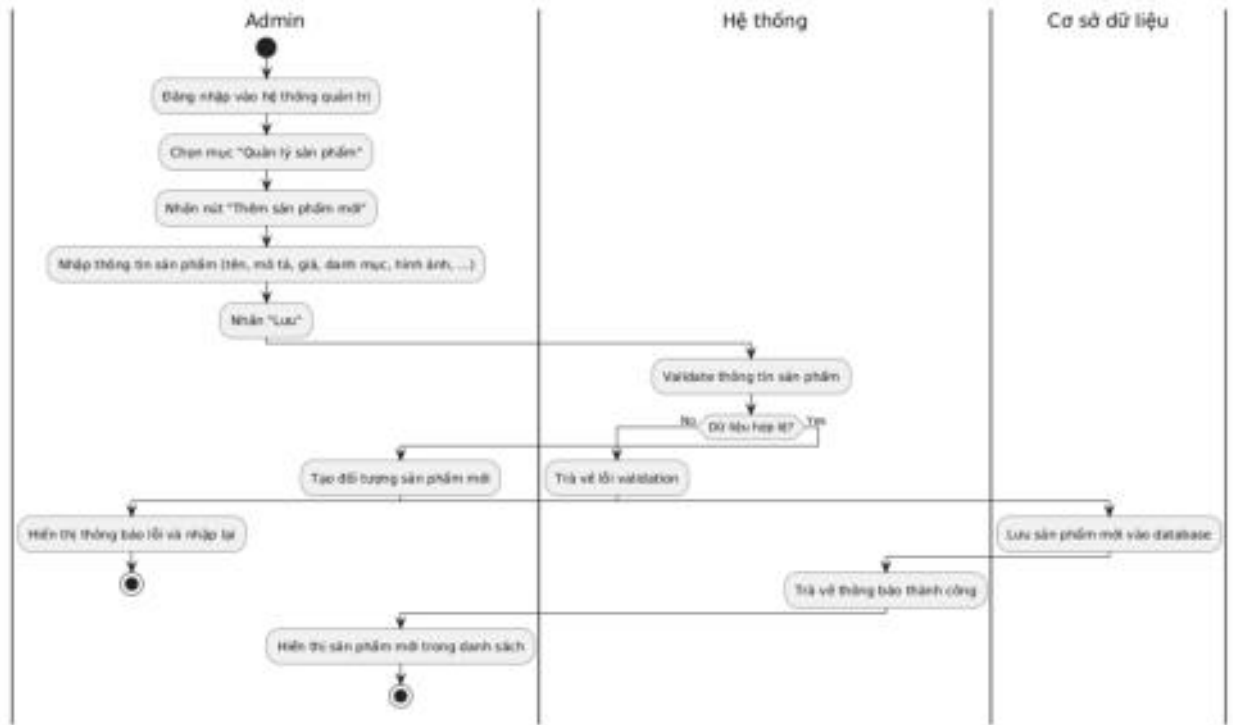 Admin
Hệ thống
Cơ sở dữ liệu
Đăng nhập vào hệ thống quản trị
Chọn mục "Quản lý sản phẩm"
Nhấn nút "Thêm sản phẩm mới"
Nhập thông tin sản phẩm (tên, mô tả, giá, danh mục, hình ảnh, ...)
Nhấn "Lưu"
Validate thông tin sản phẩm
No
Dữ liệu hợp lệ?
Yes
Tạo đối tượng sản phẩm mới
Trả về lỗi validation
Hiển thị thông báo lỗi và nhập lại
Lưu sản phẩm mới vào database
Trả về thông báo thành công
Hiển thị sản phẩm mới trong danh sách